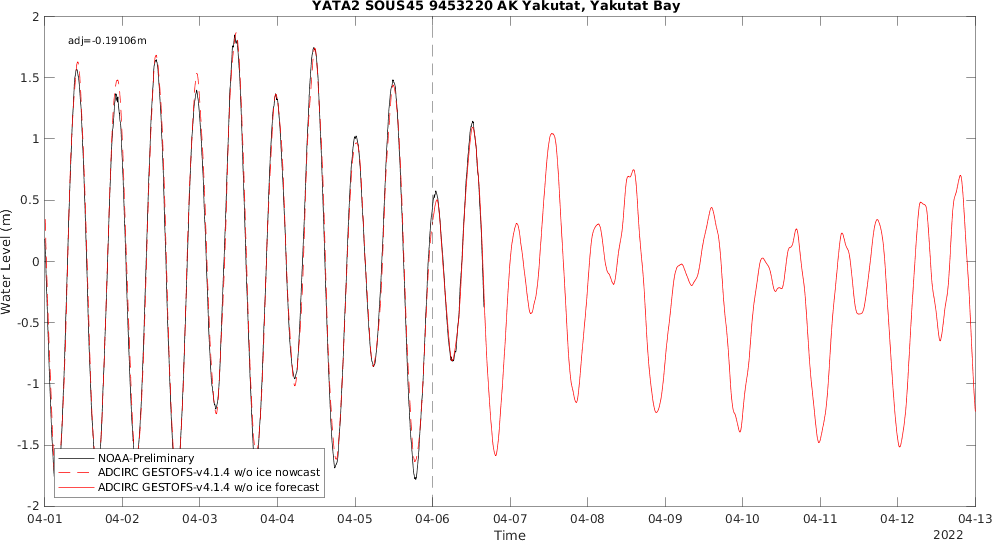 YATA2 SOUS45 9453220 AK Yakutat, Yakutat Bay
adj=-0.19106m
2
1.5
1
0.5
0
-0.5
-1
-1.5
-2
Water Level (m)
NOAA-Preliminary
ADCIRC GESTOFS-v4.1.4 w/o ice nowcast
ADCIRC GESTOFS-v4.1.4 w/o ice forecast
04-01 04-02 04-03 04-04 04-05 04-06 04-07 04-08 04-09 04-10 04-11 04-12 04-13
Time
2022